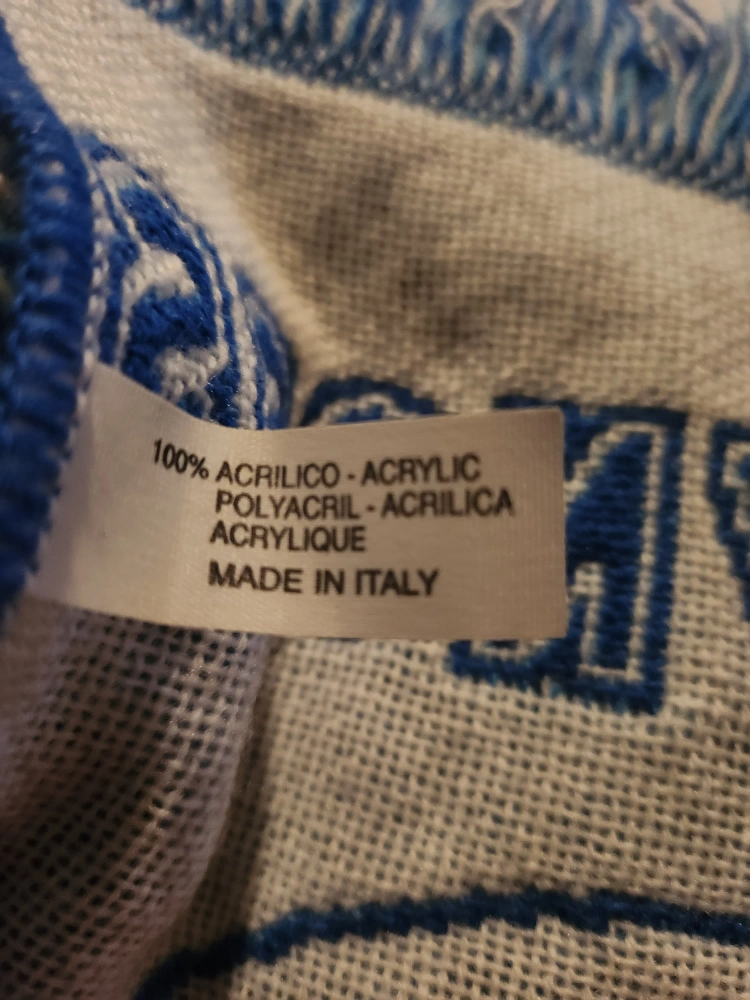 100% ACRILICO - ACRYLIC
POLYACRIL - ACRILICA
ACRYLIQUE
MADE IN ITALY